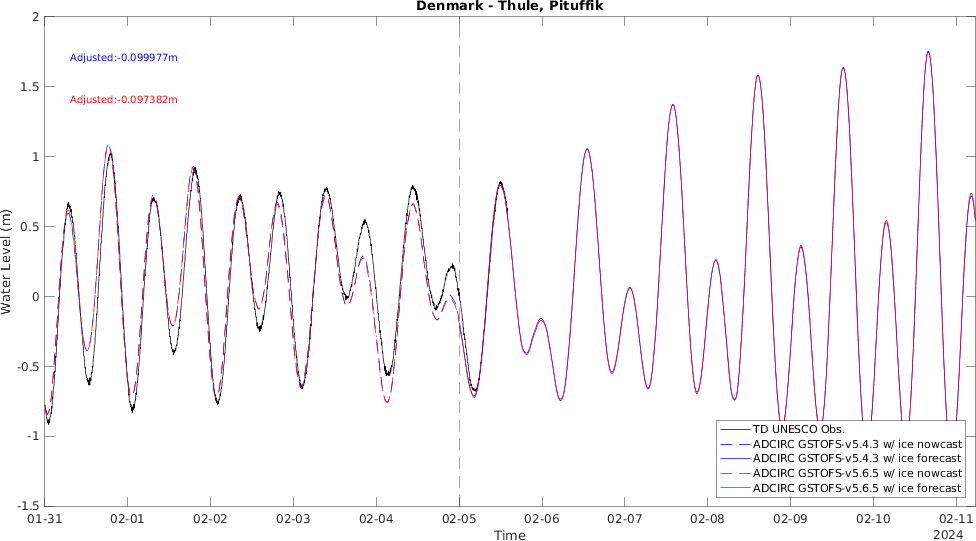 Denmark - Thule, Pituffik
Adjusted:-0.099977m
Adjusted:-0.097382m
Water Level (m)
2
1.5
1
0.5
0
-0.5
-1
-1.5
TD UNESCO Obs.
ADCIRC GSTOFS-v5.4.3 w/ ice nowcast
ADCIRC GSTOFS-v5.4.3 w/ ice forecast
ADCIRC GSTOFS-v5.6.5 w/ ice nowcast
ADCIRC GSTOFS-v5.6.5 w/ ice forecast
01-31 02-01 02-02 02-03 02-04 02-05 02-06 02-07 02-08 02-09 02-10 02-11
Time 2024